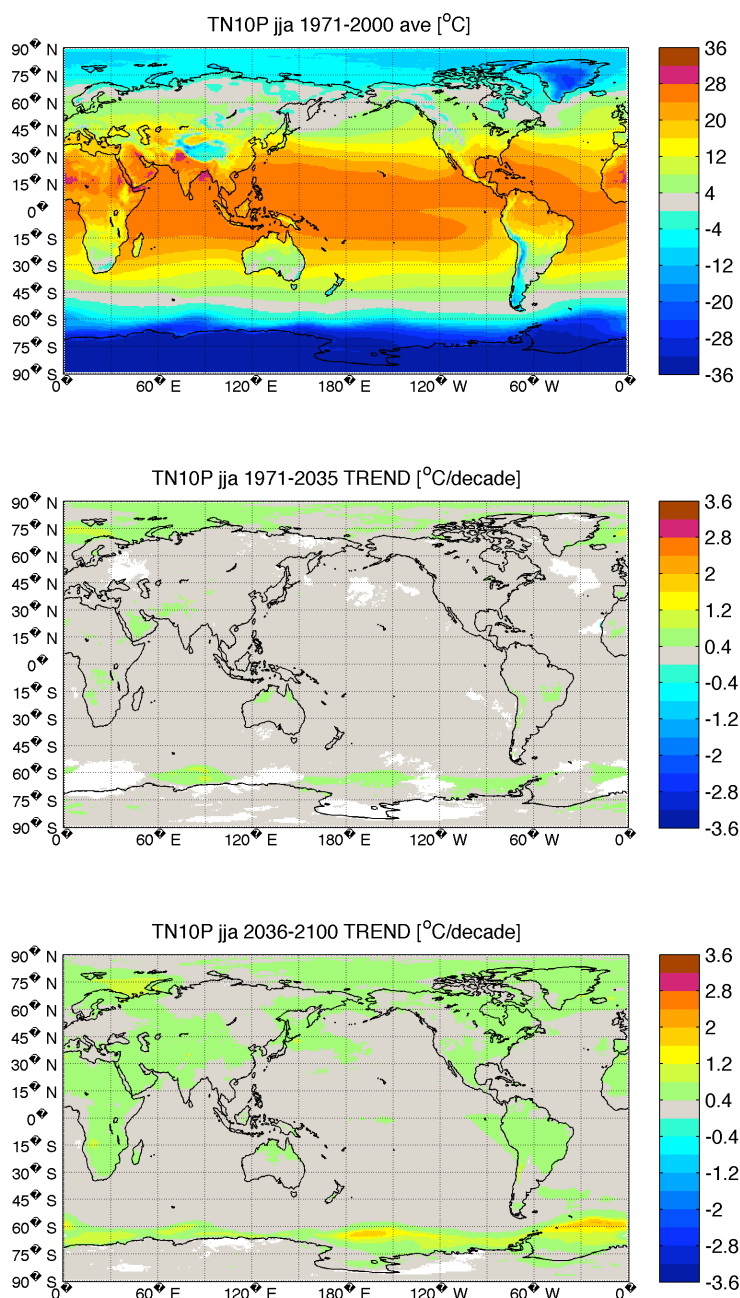 TN10P jja 1971-2000 ave [°C]
90� N
75� N
60� N
45� N
30� N
15� N
0�
15� S
30� S
45� S
60� S
75� S
90� S
0� 60� E 120� E 180� W 120� W 60� W 0�
36
28
20
12
4
-4
-12
-20
-28
-36
TN10P jja 1971-2035 TREND [°C/decade]
90� N
75� N
60� N
45� N
30� N
15� N
0�
15� S
30� S
45� S
60� S
75� S
90� S
0� 60� E 120� E 180� W 120� W 60� W 0�
3.6
2.8
2
1.2
0.4
-0.4
-1.2
-2
-2.8
-3.6
TN10P jja 2036-2100 TREND [°C/decade]
90� N
75� N
60� N
45� N
30� N
15� N
0�
15� S
30� S
45� S
60� S
75� S
90� S
0� 60� E 120� E 180� W 120� W 60� W 0�
3.6
2.8
2
1.2
0.4
-0.4
-1.2
-2
-2.8
-3.6